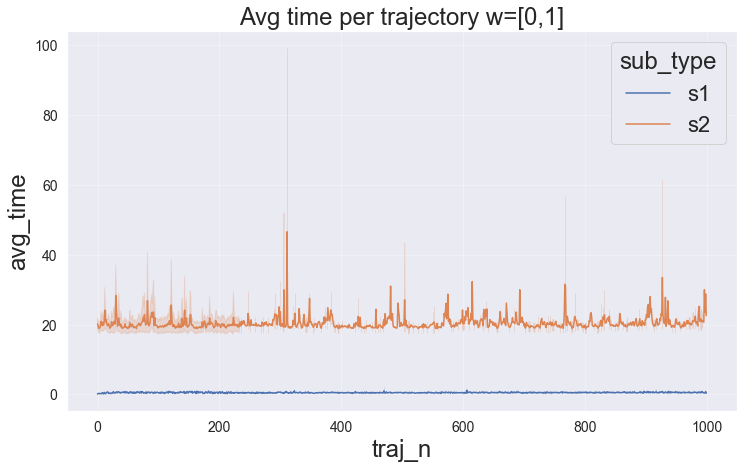 Avg time per trajectory w=[0,1]
sub_type
s1
s2
avg_time
100
80
60
40
20
0
0 200 400 600 800 1000
traj_n